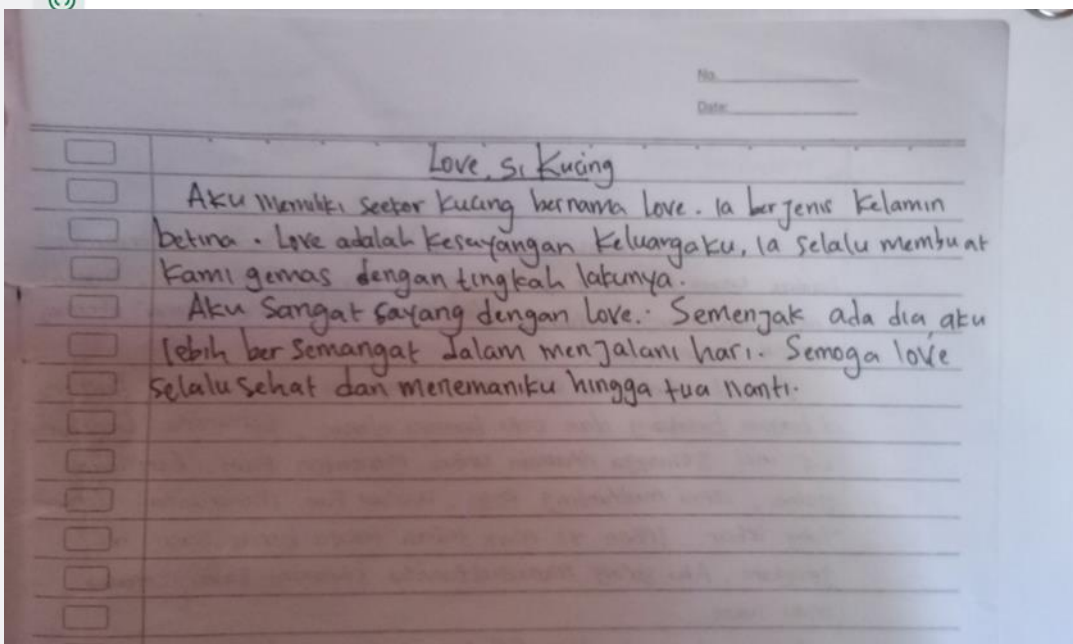 No.
Date:
Love, Si Kucing
Aku memiliki seekor kucing bernama Love. Ia berjenis kelamin
betina. Love adalah kesayangan keluargaku, ia selalu membuat
kami gemas dengan tingkah lakunya.
Aku sangat sayang dengan Love. Semenjak ada dia, aku
lebih bersemangat dalam menjalani hari. Semoga love
selalu sehat dan menemaniku hingga tua nanti.